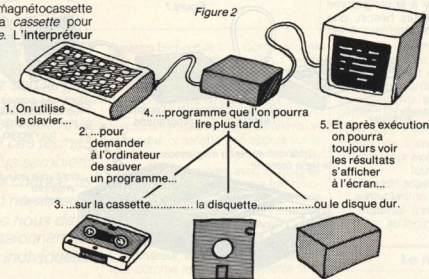 magnétocassette
la cassette pour
e. L'interpréteur
Figure 2
1. On utilise
le clavier...
2. ...pour
demander
à l'ordinateur
de sauver
un programme...
4. ...programme que l'on pourra
lire plus tard.
5. Et après exécution
on pourra
toujours voir
les résultats
s'afficher
à l'écran...
3. ...sur la cassette.......... la disquette...............ou le disque dur.